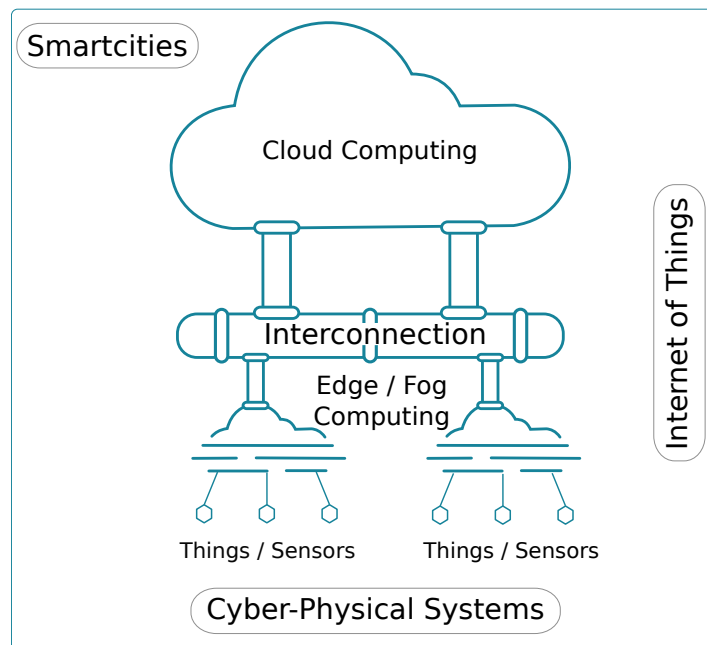 Smartcities
Cloud Computing
Internet of Things
Interconnection
Edge / Fog
Computing
Things / Sensors
Things / Sensors
Cyber-Physical Systems